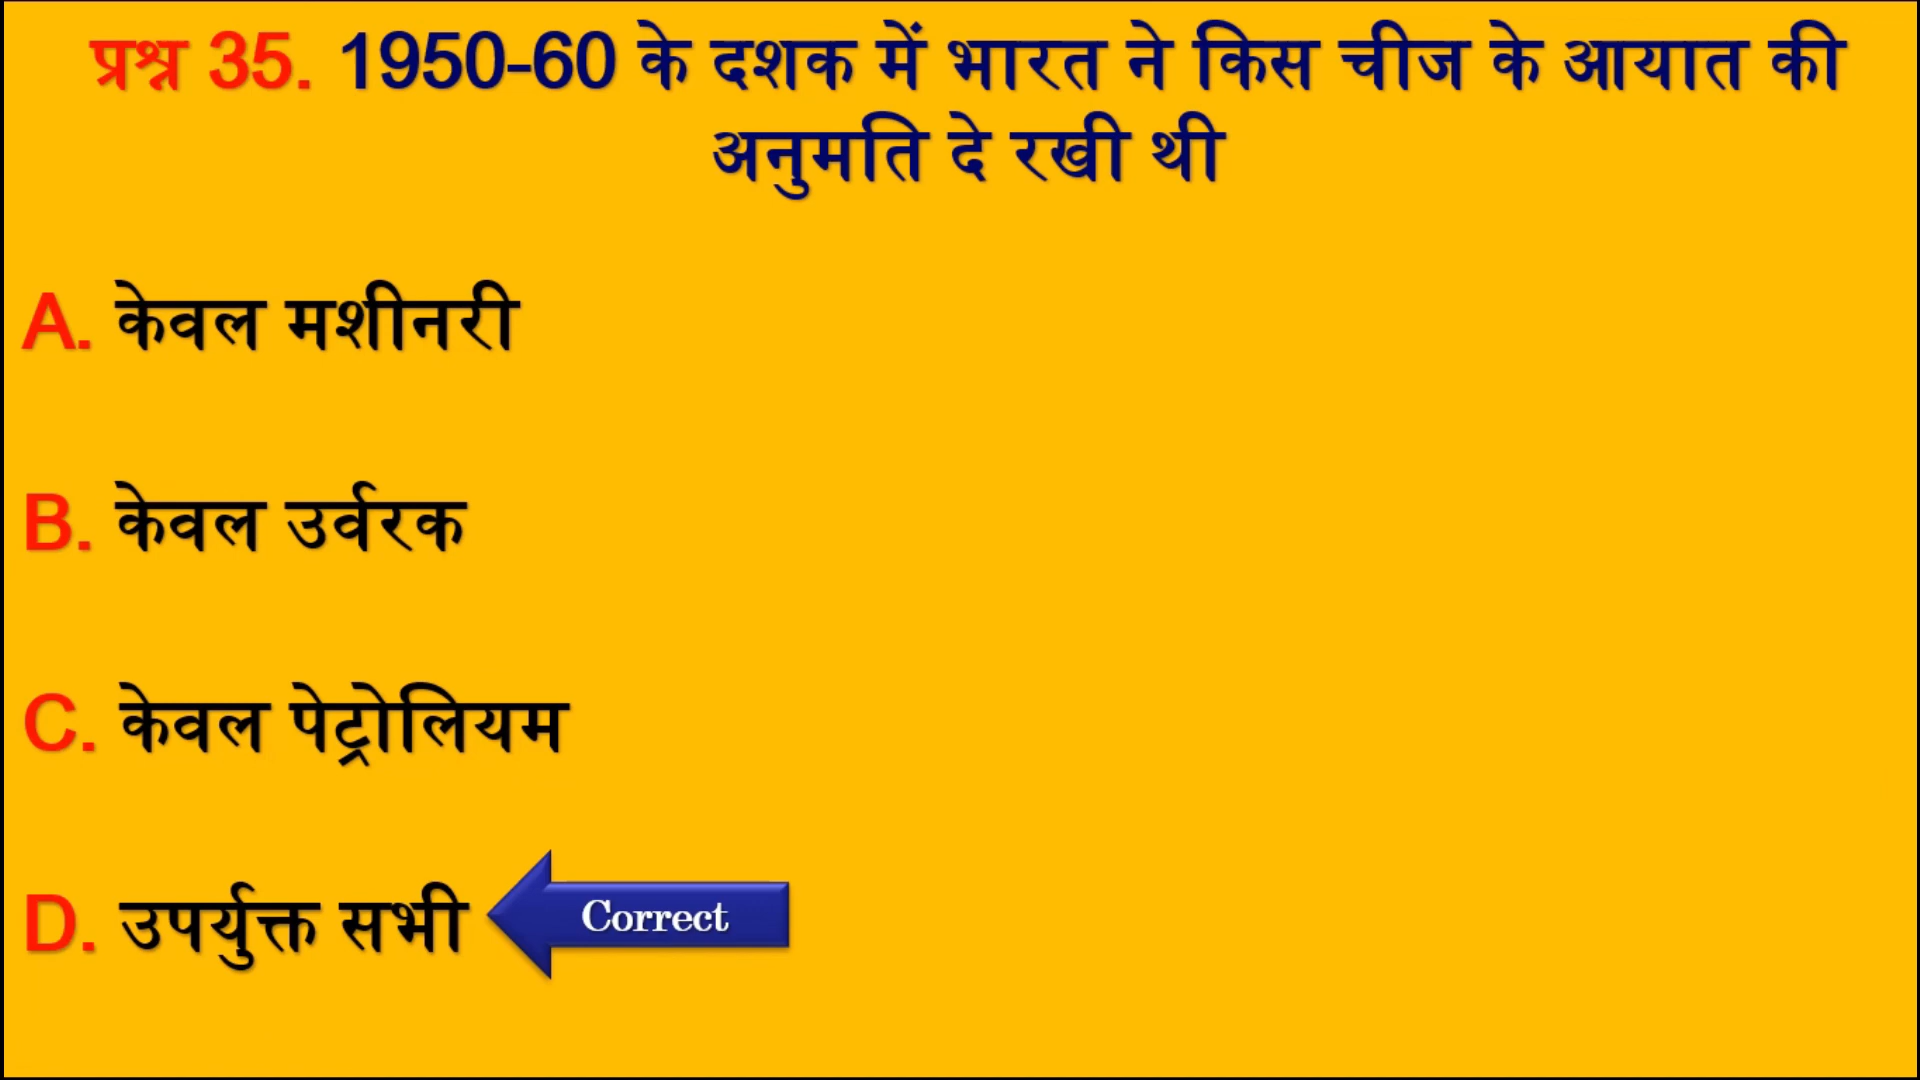 प्रश्न 35. 1950-60 के दशक में भारत ने किस चीज के आयात की
अनुमति दे रखी थी
A. केवल मशीनरी
B. केवल उर्वरक
C. केवल पेट्रोलियम
D. उपर्युक्त सभी
Correct